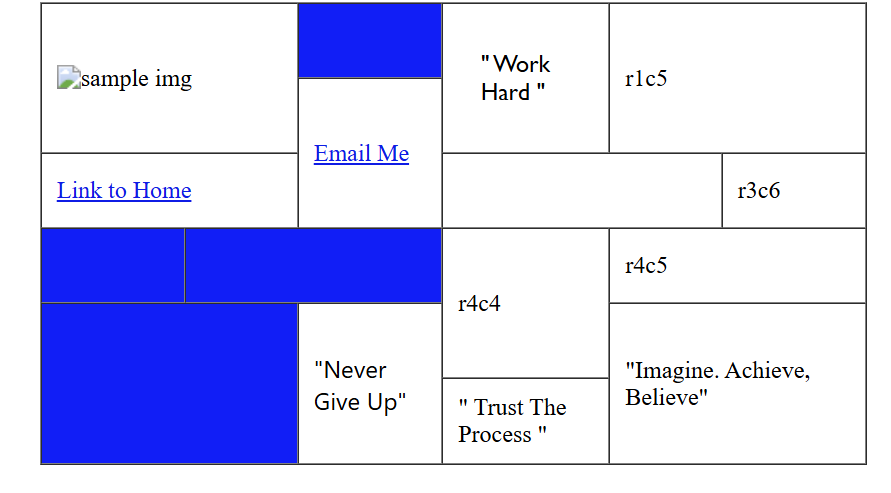 sample img
" Work
Hard "
r1c5
Email Me
Link to Home
r3c6
r4c4
r4c5
"Never
Give Up"
"Imagine. Achieve,
Believe"
" Trust The
Process "